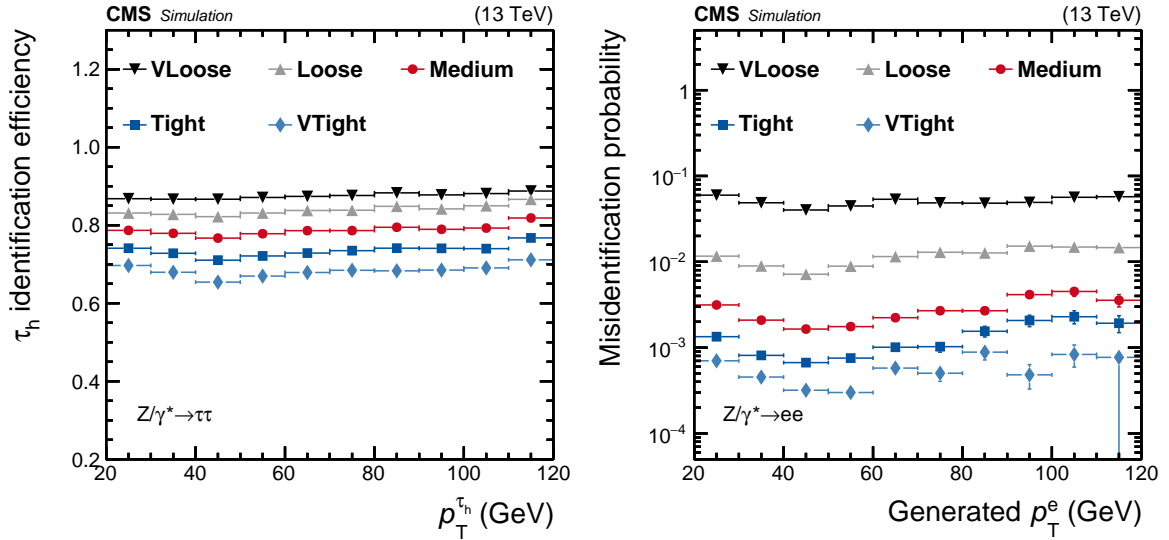 CMS Simulation (13 TeV)
τh identification efficiency
VLoose Loose Medium
Tight VTight
1.2
1.0
0.8
0.6
0.4
0.2
Z/γ*→ττ
20 40 60 80 100 120
pT^τh (GeV)
CMS Simulation (13 TeV)
Misidentification probability
VLoose Loose Medium
Tight VTight
1
10⁻¹
10⁻²
10⁻³
10⁻⁴
Z/γ*→ee
20 40 60 80 100 120
Generated pT^e (GeV)